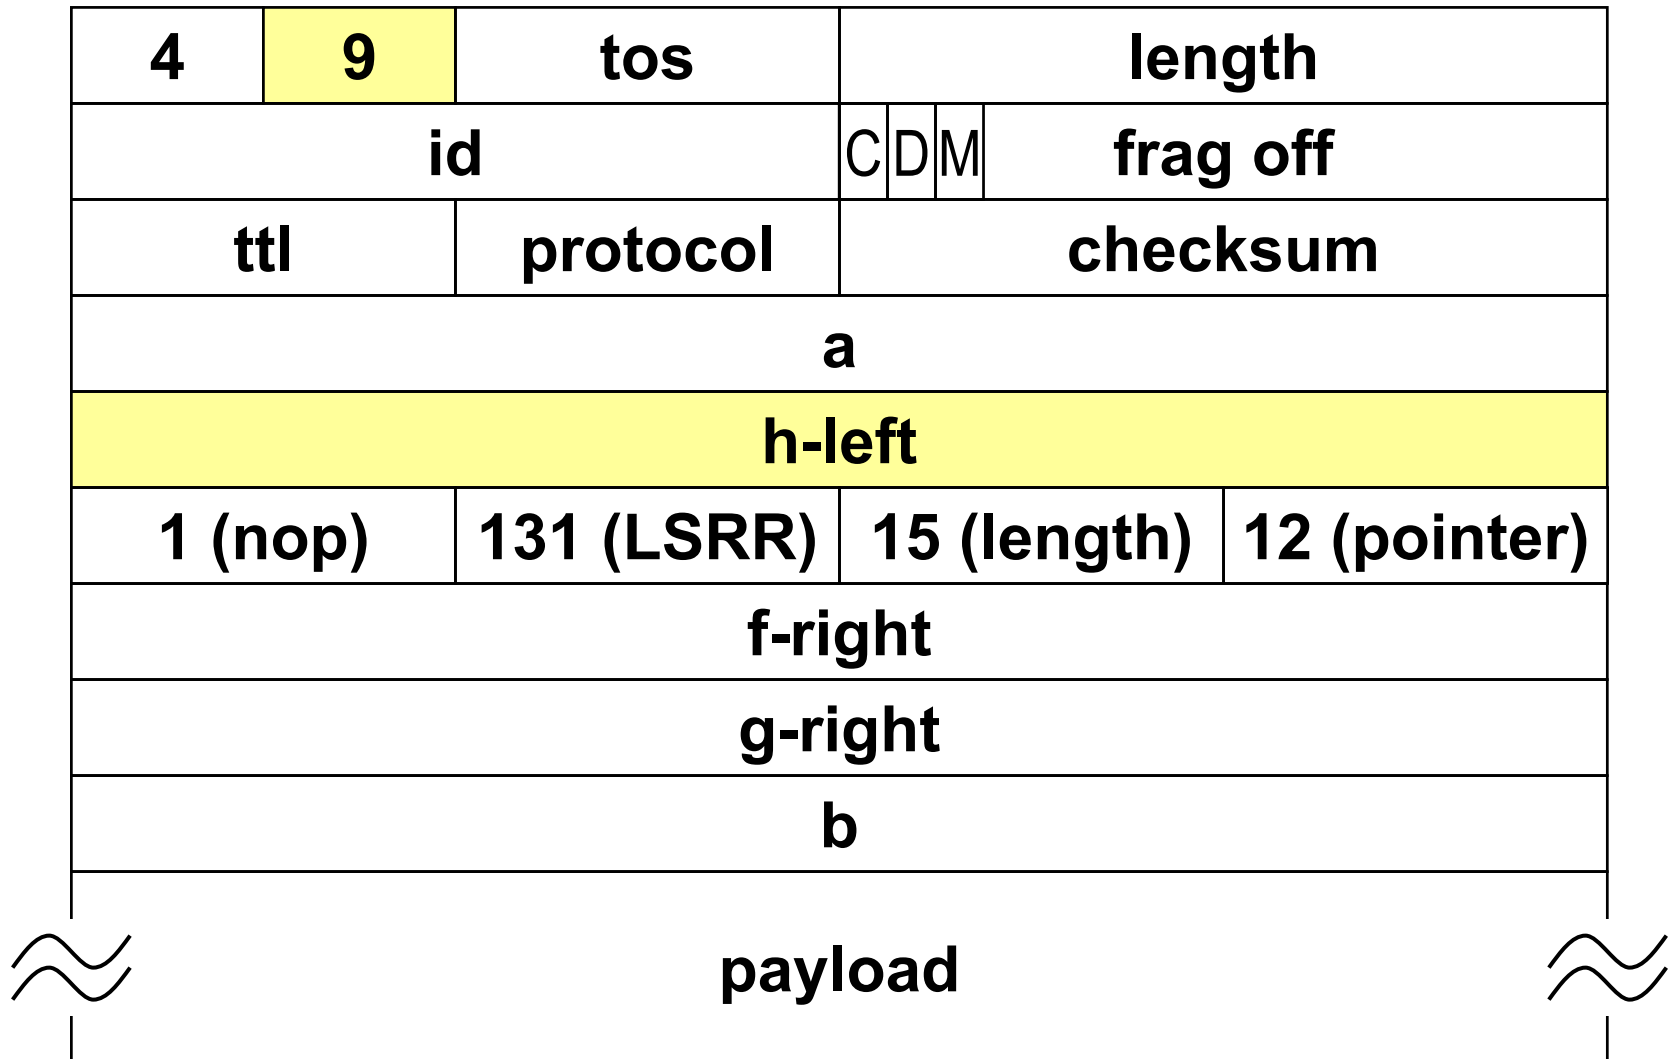 4 9 tos length
id C D M frag off
ttl protocol checksum
a
h-left
1 (nop) 131 (LSRR) 15 (length) 12 (pointer)
f-right
g-right
b
payload